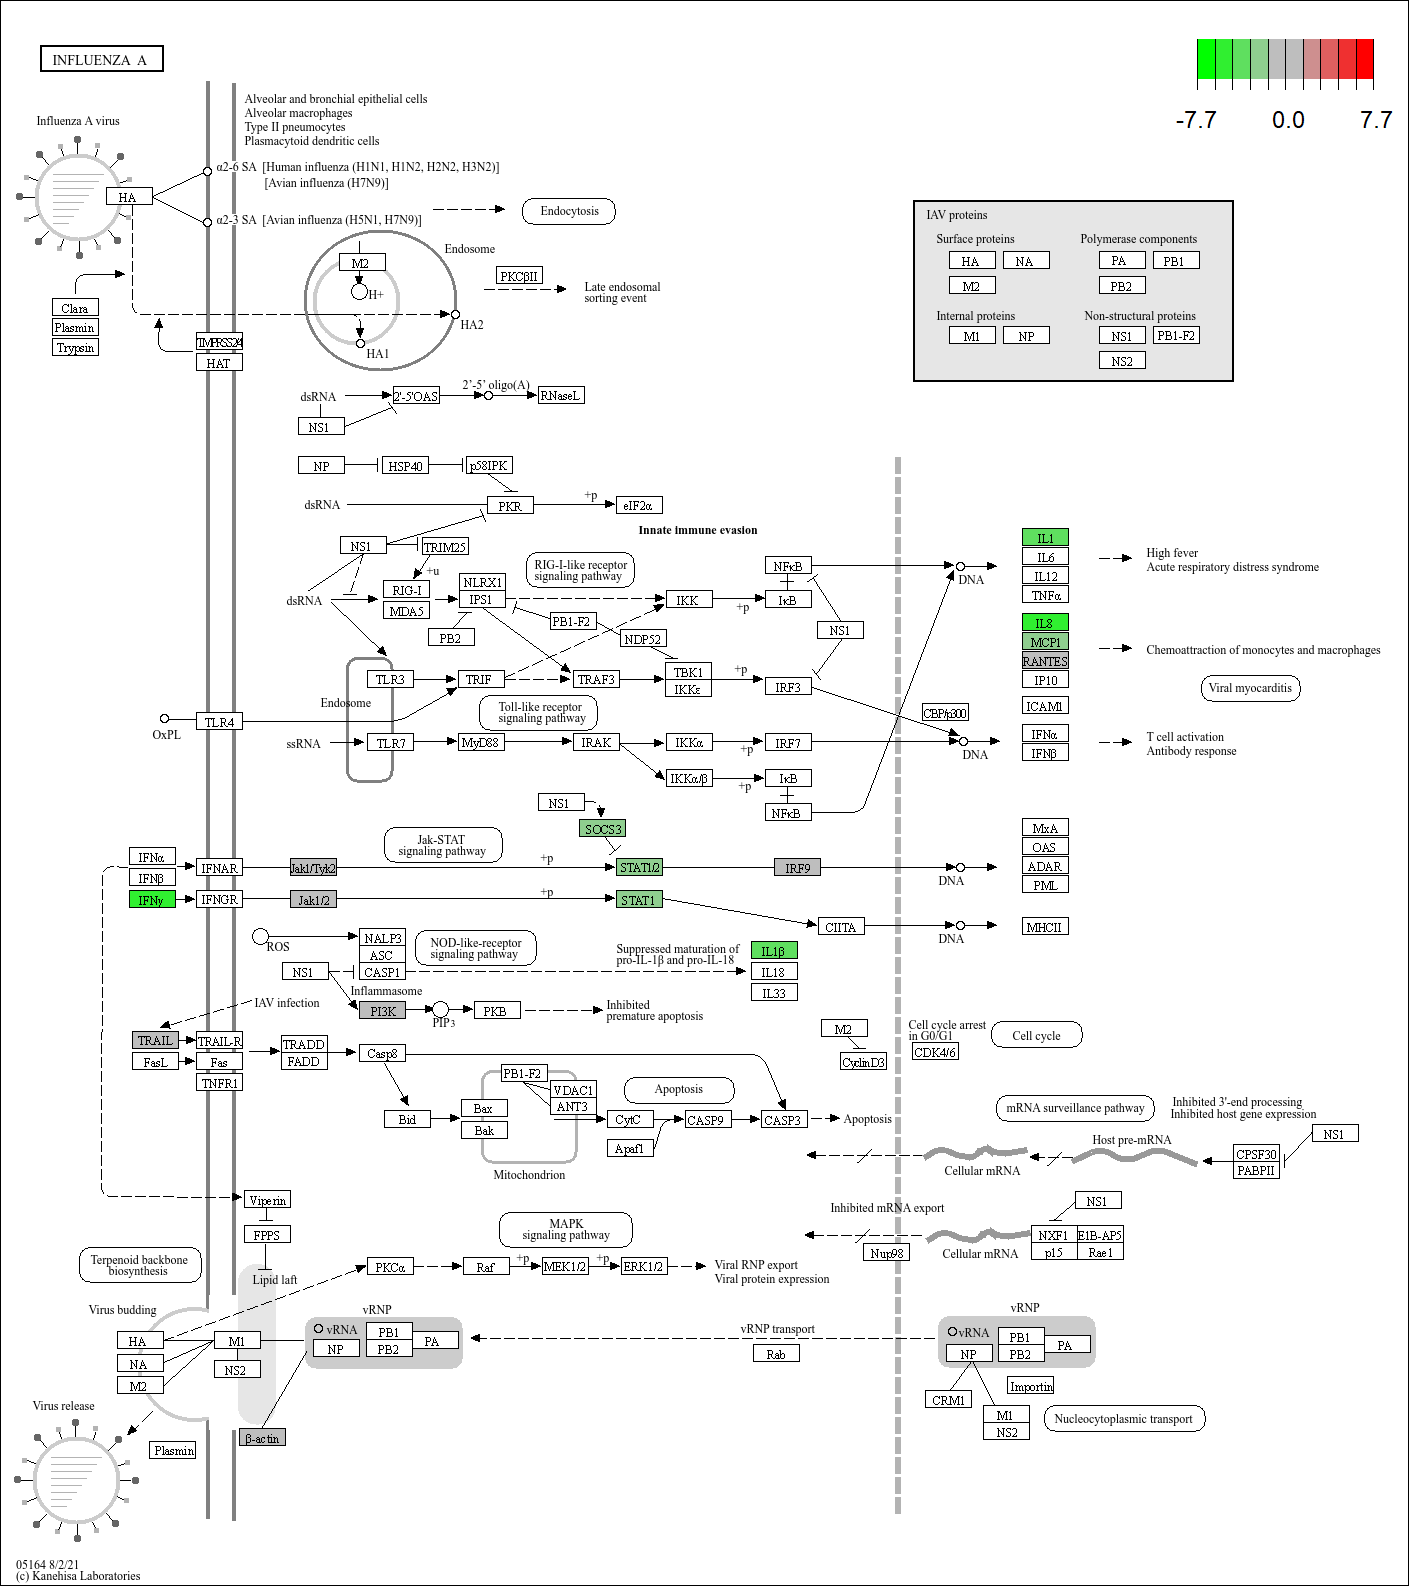 INFLUENZA A
-7.7 0.0 7.7
Influenza A virus
Alveolar and bronchial epithelial cells
Alveolar macrophages
Type II pneumocytes
Plasmacytoid dendritic cells
HA
α2-6 SA [Human influenza (H1N1, H1N2, H2N2, H3N2)]
[Avian influenza (H7N9)]
α2-3 SA [Avian influenza (H5N1, H7N9)]
Endocytosis
Endosome
M2
H+
HA2
HA1
PKCβII
Late endosomal
sorting event
Clara
Plasmin
Trypsin
HAT
IAV proteins
Surface proteins
HA
NA
M2
Polymerase components
PA
PB1
PB2
Internal proteins
M1
NP
Non-structural proteins
NS1
PB1-F2
NS2
dsRNA
2'-5'OAS
2'-5' oligo(A)
RNaseL
NS1
NP
HSP40
p58IPK
dsRNA
PKR
+p
eIF2α
Innate immune evasion
NS1
TRIM25
+u
dsRNA
RIG-I
MDA5
NLRX1
IPS1
PB2
RIG-I-like receptor
signaling pathway
PB1-F2
NDP52
IKK
+p
NFκB
IκB
NS1
DNA
IL1
IL6
IL12
TNFα
High fever
Acute respiratory distress syndrome
IL8
MCP1
RANTES
IP10
Chemoattraction of monocytes and macrophages
Viral myocarditis
ICAM1
IFNα
IFNβ
T cell activation
Antibody response
TLR3
TRIF
TRAF3
TBK1
IKKε
+p
IRF3
CBP/p300
DNA
Endosome
Toll-like receptor
signaling pathway
OxPL
TLR4
ssRNA
TLR7
MyD88
IRAK
IKKα
+p
IRF7
IKKα/β
+p
IκB
NFκB
NS1
SOCS3
Jak-STAT
signaling pathway
IFNα
IFNβ
IFNAR
Jak1/Tyk2
+p
STAT1/2
IRF9
DNA
MxA
OAS
ADAR
PML
IFNγ
IFNGR
Jak1/2
+p
STAT1
CIITA
DNA
MHCII
ROS
NALP3
ASC
CASP1
NS1
Inflammasome
NOD-like-receptor
signaling pathway
Suppressed maturation of
pro-IL-1β and pro-IL-18
IL1β
IL18
IL33
IAV infection
PI3K
PIP3
PKB
Inhibited
premature apoptosis
TRAIL
TRAIL-R
FasL
Fas
TNFR1
TRADD
FADD
Casp8
M2
CyclinD3
Cell cycle arrest
in G0/G1
CDK4/6
Cell cycle
PB1-F2
VDAC1
ANT3
Apoptosis
Bid
Bax
Bak
CytC
Apaf1
CASP9
CASP3
Apoptosis
Mitochondrion
mRNA surveillance pathway
Inhibited 3'-end processing
Inhibited host gene expression
NS1
Host pre-mRNA
CPSF30
PABPII
Cellular mRNA
Viperin
FPPS
Lipid laft
Terpenoid backbone
biosynthesis
MAPK
signaling pathway
PKCα
Raf
+p
MEK1/2
+p
ERK1/2
Viral RNP export
Viral protein expression
Inhibited mRNA export
Nup98
Cellular mRNA
NS1
NXF1
E1B-AP5
p15
Rae1
Virus budding
HA
NA
M2
M1
NS2
vRNP
vRNA
NP
PB1
PB2
PA
vRNP transport
Rab
vRNP
vRNA
NP
PB1
PB2
PA
CRM1
Importin
M1
NS2
Nucleocytoplasmic transport
β-actin
Virus release
Plasmin
05164 8/2/21
(c) Kanehisa Laboratories